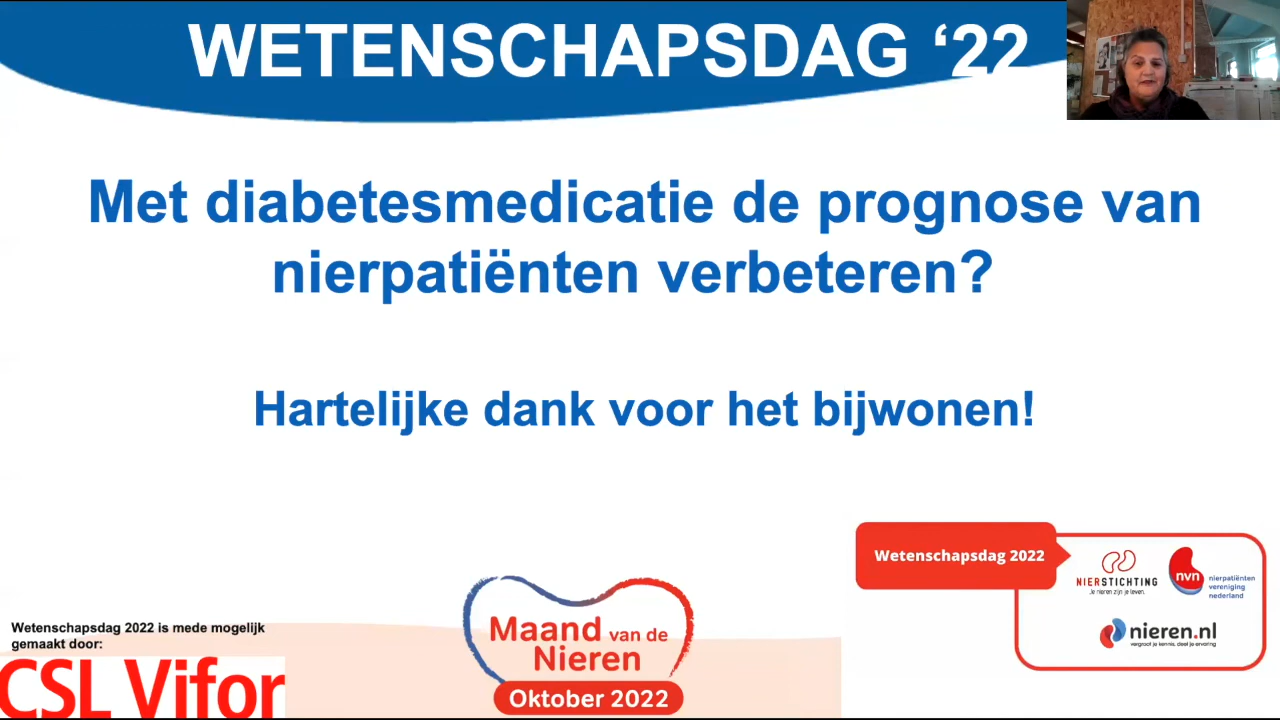 WETENSCHAPSDAG ‘22
Met diabetesmedicatie de prognose van
nierpatiënten verbeteren?
Hartelijke dank voor het bijwonen!
Wetenschapsdag 2022
NIERSTICHTING
Je nieren zijn je leven.
nvn
nierpatiënten
vereniging
nederland
nieren.nl
vergroot je kennis, deel je ervaring
Wetenschapsdag 2022 is mede mogelijk
gemaakt door:
CSL Vifor
Maand van de
Nieren
Oktober 2022